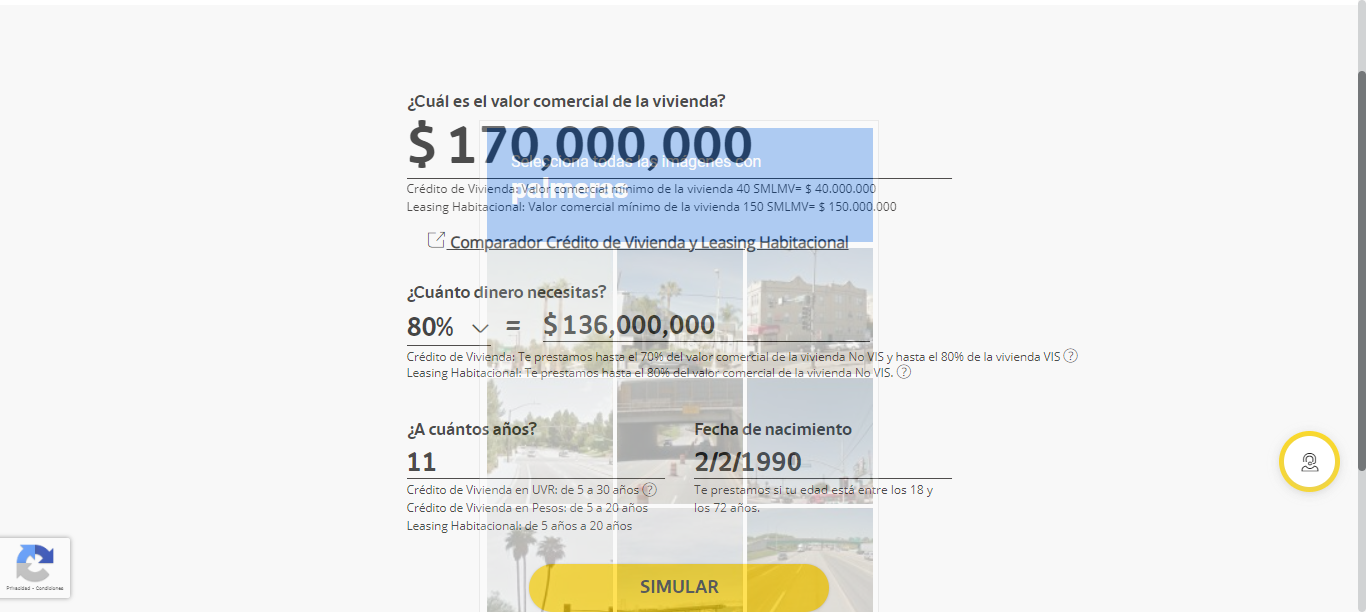 ¿Cuál es el valor comercial de la vivienda?
$ 170,000,000
Selecciona todas las imágenes con
palmeras
Crédito de Vivienda: Valor comercial mínimo de la vivienda 40 SMLMV= $ 40.000.000
Leasing Habitacional: Valor comercial mínimo de la vivienda 150 SMLMV= $ 150.000.000
Comparador Crédito de Vivienda y Leasing Habitacional
¿Cuánto dinero necesitas?
80% = $ 136,000,000
Crédito de Vivienda: Te prestamos hasta el 70% del valor comercial de la vivienda No VIS y hasta el 80% de la vivienda VIS ?
Leasing Habitacional: Te prestamos hasta el 80% del valor comercial de la vivienda No VIS. ?
¿A cuántos años?
11
Crédito de Vivienda en UVR: de 5 a 30 años ?
Crédito de Vivienda en Pesos: de 5 a 20 años
Leasing Habitacional: de 5 años a 20 años
Fecha de nacimiento
2/2/1990
Te prestamos si tu edad está entre los 18 y
los 72 años.
SIMULAR
Privacidad - Condiciones